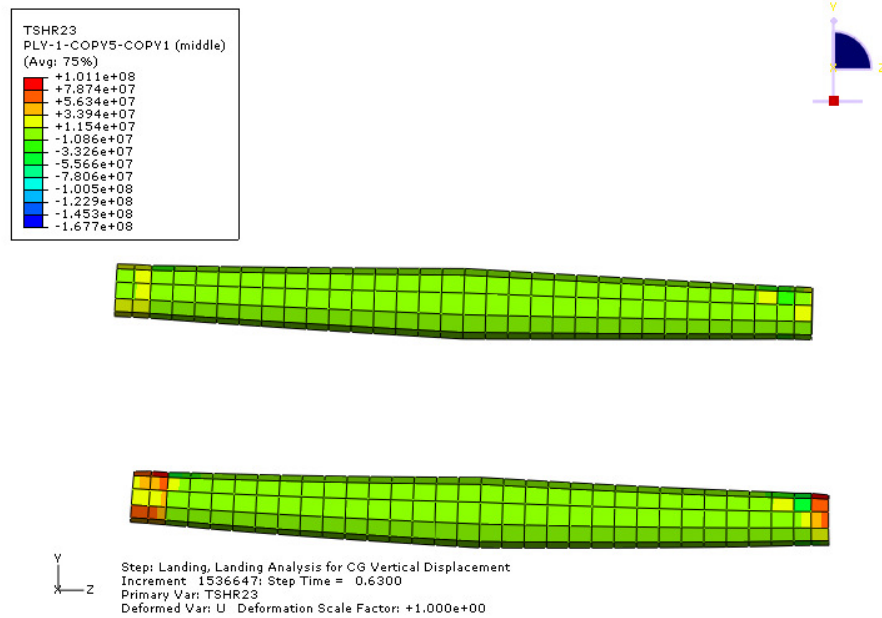 TSHR23
PLY-1-COPY5-COPY1 (middle)
(Avg: 75%)
+1.011e+08
+7.874e+07
+5.634e+07
+3.394e+07
+1.154e+07
-1.086e+07
-3.326e+07
-5.566e+07
-7.806e+07
-1.005e+08
-1.229e+08
-1.453e+08
-1.677e+08
Y
X
Z
Y
X
Z
Step: Landing, Landing Analysis for CG Vertical Displacement
Increment 1536647: Step Time = 0.6300
Primary Var: TSHR23
Deformed Var: U Deformation Scale Factor: +1.000e+00